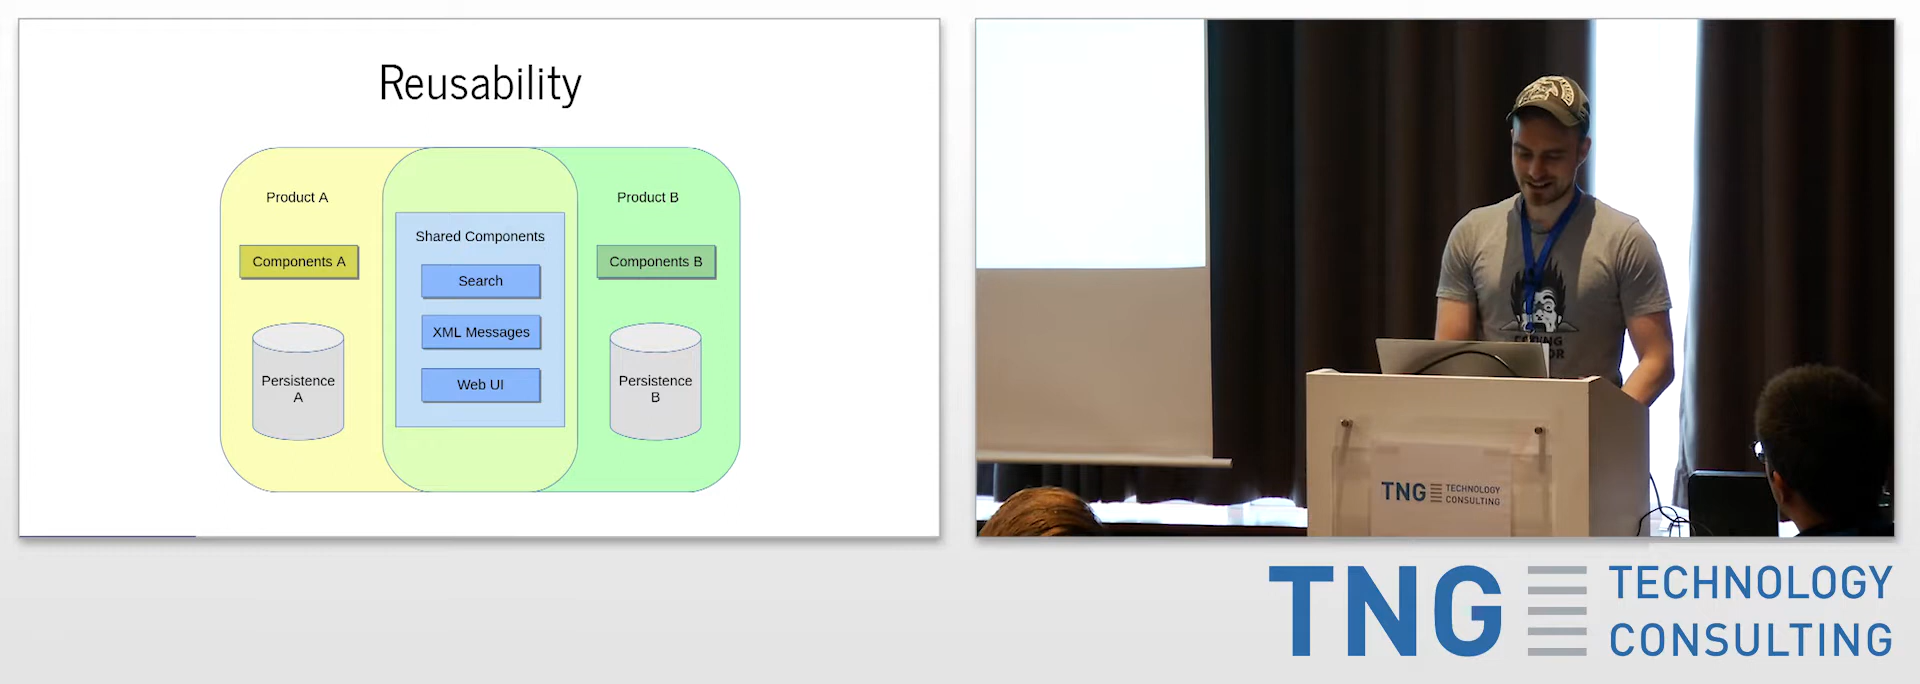 Reusability
Product A
Components A
Persistence
A
Shared Components
Search
XML Messages
Web UI
Product B
Components B
Persistence
B
TNG TECHNOLOGY
CONSULTING
TNG TECHNOLOGY
CONSULTING